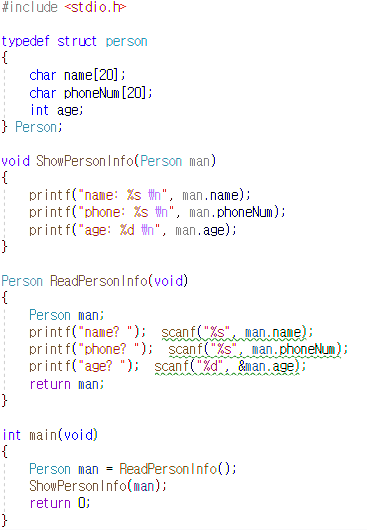 #include <stdio.h>
typedef struct person
{
char name[20];
char phoneNum[20];
int age;
} Person;
void ShowPersonInfo(Person man)
{
printf("name: %s ₩n", man.name);
printf("phone: %s ₩n", man.phoneNum);
printf("age: %d ₩n", man.age);
}
Person ReadPersonInfo(void)
{
Person man;
printf("name? "); scanf("%s", man.name);
printf("phone? "); scanf("%s", man.phoneNum);
printf("age? "); scanf("%d", &man.age);
return man;
}
int main(void)
{
Person man = ReadPersonInfo();
ShowPersonInfo(man);
return 0;
}